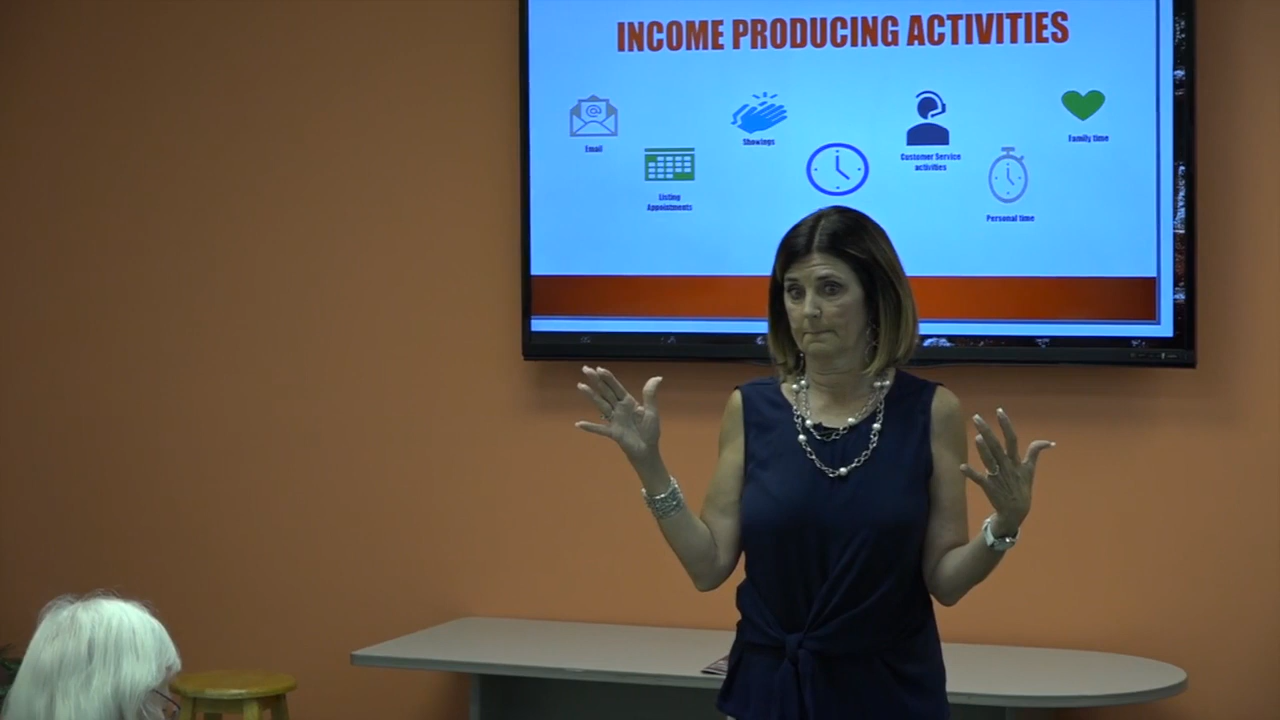 INCOME PRODUCING ACTIVITIES
@
Email
Listing
Appointments
Showings
Customer Service
activities
Personal time
Family time